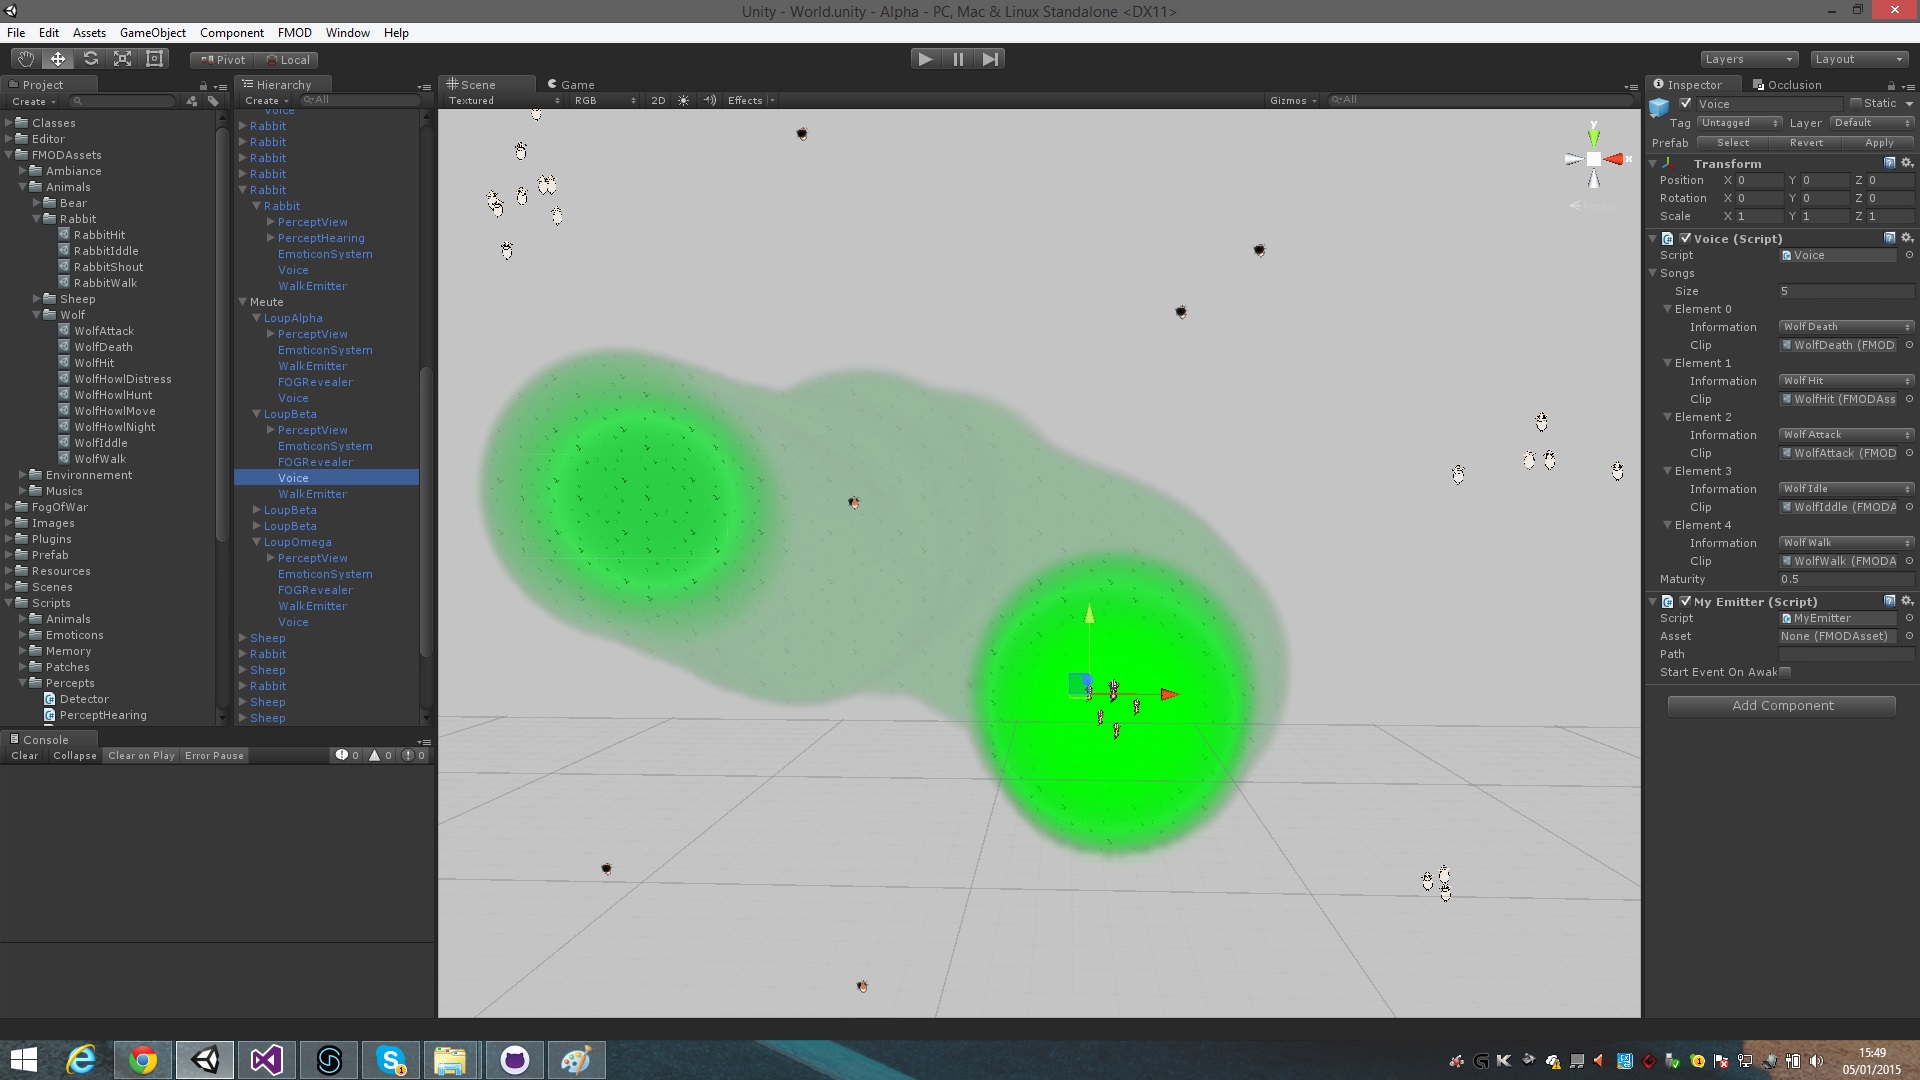 Unity - World.unity - Alpha - PC, Mac & Linux Standalone <DX11>
File Edit Assets GameObject Component FMOD Window Help
Pivot Local Layers Layout
Project
Create
Classes
Editor
FMODAssets
Ambiance
Animals
Bear
Rabbit
RabbitHit
RabbitIddle
RabbitShout
RabbitWalk
Sheep
Wolf
WolfAttack
WolfDeath
WolfHit
WolfHowlDistress
WolfHowlHunt
WolfHowlMove
WolfHowlNight
WolfIddle
WolfWalk
Environnement
Musics
FogOfWar
Images
Plugins
Prefab
Resources
Scenes
Scripts
Animals
Emoticons
Memory
Patches
Percepts
Detector
PerceptHearing
Hierarchy
Create All
Voice
Rabbit
Rabbit
Rabbit
Rabbit
Rabbit
Rabbit
PerceptView
PerceptHearing
EmoticonSystem
Voice
WalkEmitter
Meute
LoupAlpha
PerceptView
EmoticonSystem
WalkEmitter
FOGRevealer
Voice
LoupBeta
PerceptView
EmoticonSystem
FOGRevealer
Voice
WalkEmitter
LoupBeta
LoupBeta
LoupOmega
PerceptView
EmoticonSystem
FOGRevealer
WalkEmitter
Voice
Sheep
Rabbit
Sheep
Rabbit
Sheep
Sheep
Console
Clear Collapse Clear on Play Error Pause 0 0 0
Scene Game
Textured RGB 2D Effects Gizmos All
y
x
Persp
Inspector Occlusion
Voice Static
Tag Untagged Layer Default
Prefab Select Revert Apply
Transform
Position X 0 Y 0 Z 0
Rotation X 0 Y 0 Z 0
Scale X 1 Y 1 Z 1
Voice (Script)
Script Voice
Songs
Size 5
Element 0
Information Wolf Death
Clip WolfDeath (FMOD
Element 1
Information Wolf Hit
Clip WolfHit (FMODAss
Element 2
Information Wolf Attack
Clip WolfAttack (FMOD
Element 3
Information Wolf Idle
Clip WolfIddle (FMODA
Element 4
Information Wolf Walk
Clip WolfWalk (FMODA
Maturity 0.5
My Emitter (Script)
Script MyEmitter
Asset None (FMODAsset)
Path
Start Event On Awak
Add Component
15:49
05/01/2015